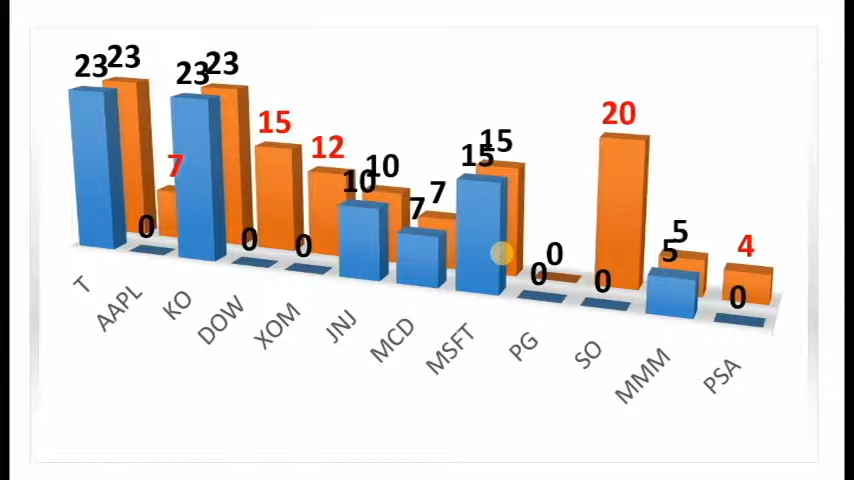 23 23 23 23
7 15 12 20
0 0 0 10 10 7 7 15 15 0 0 0 5 5 0 4
T AAPL KO DOW XOM JNJ MCD MSFT PG SO MMM PSA